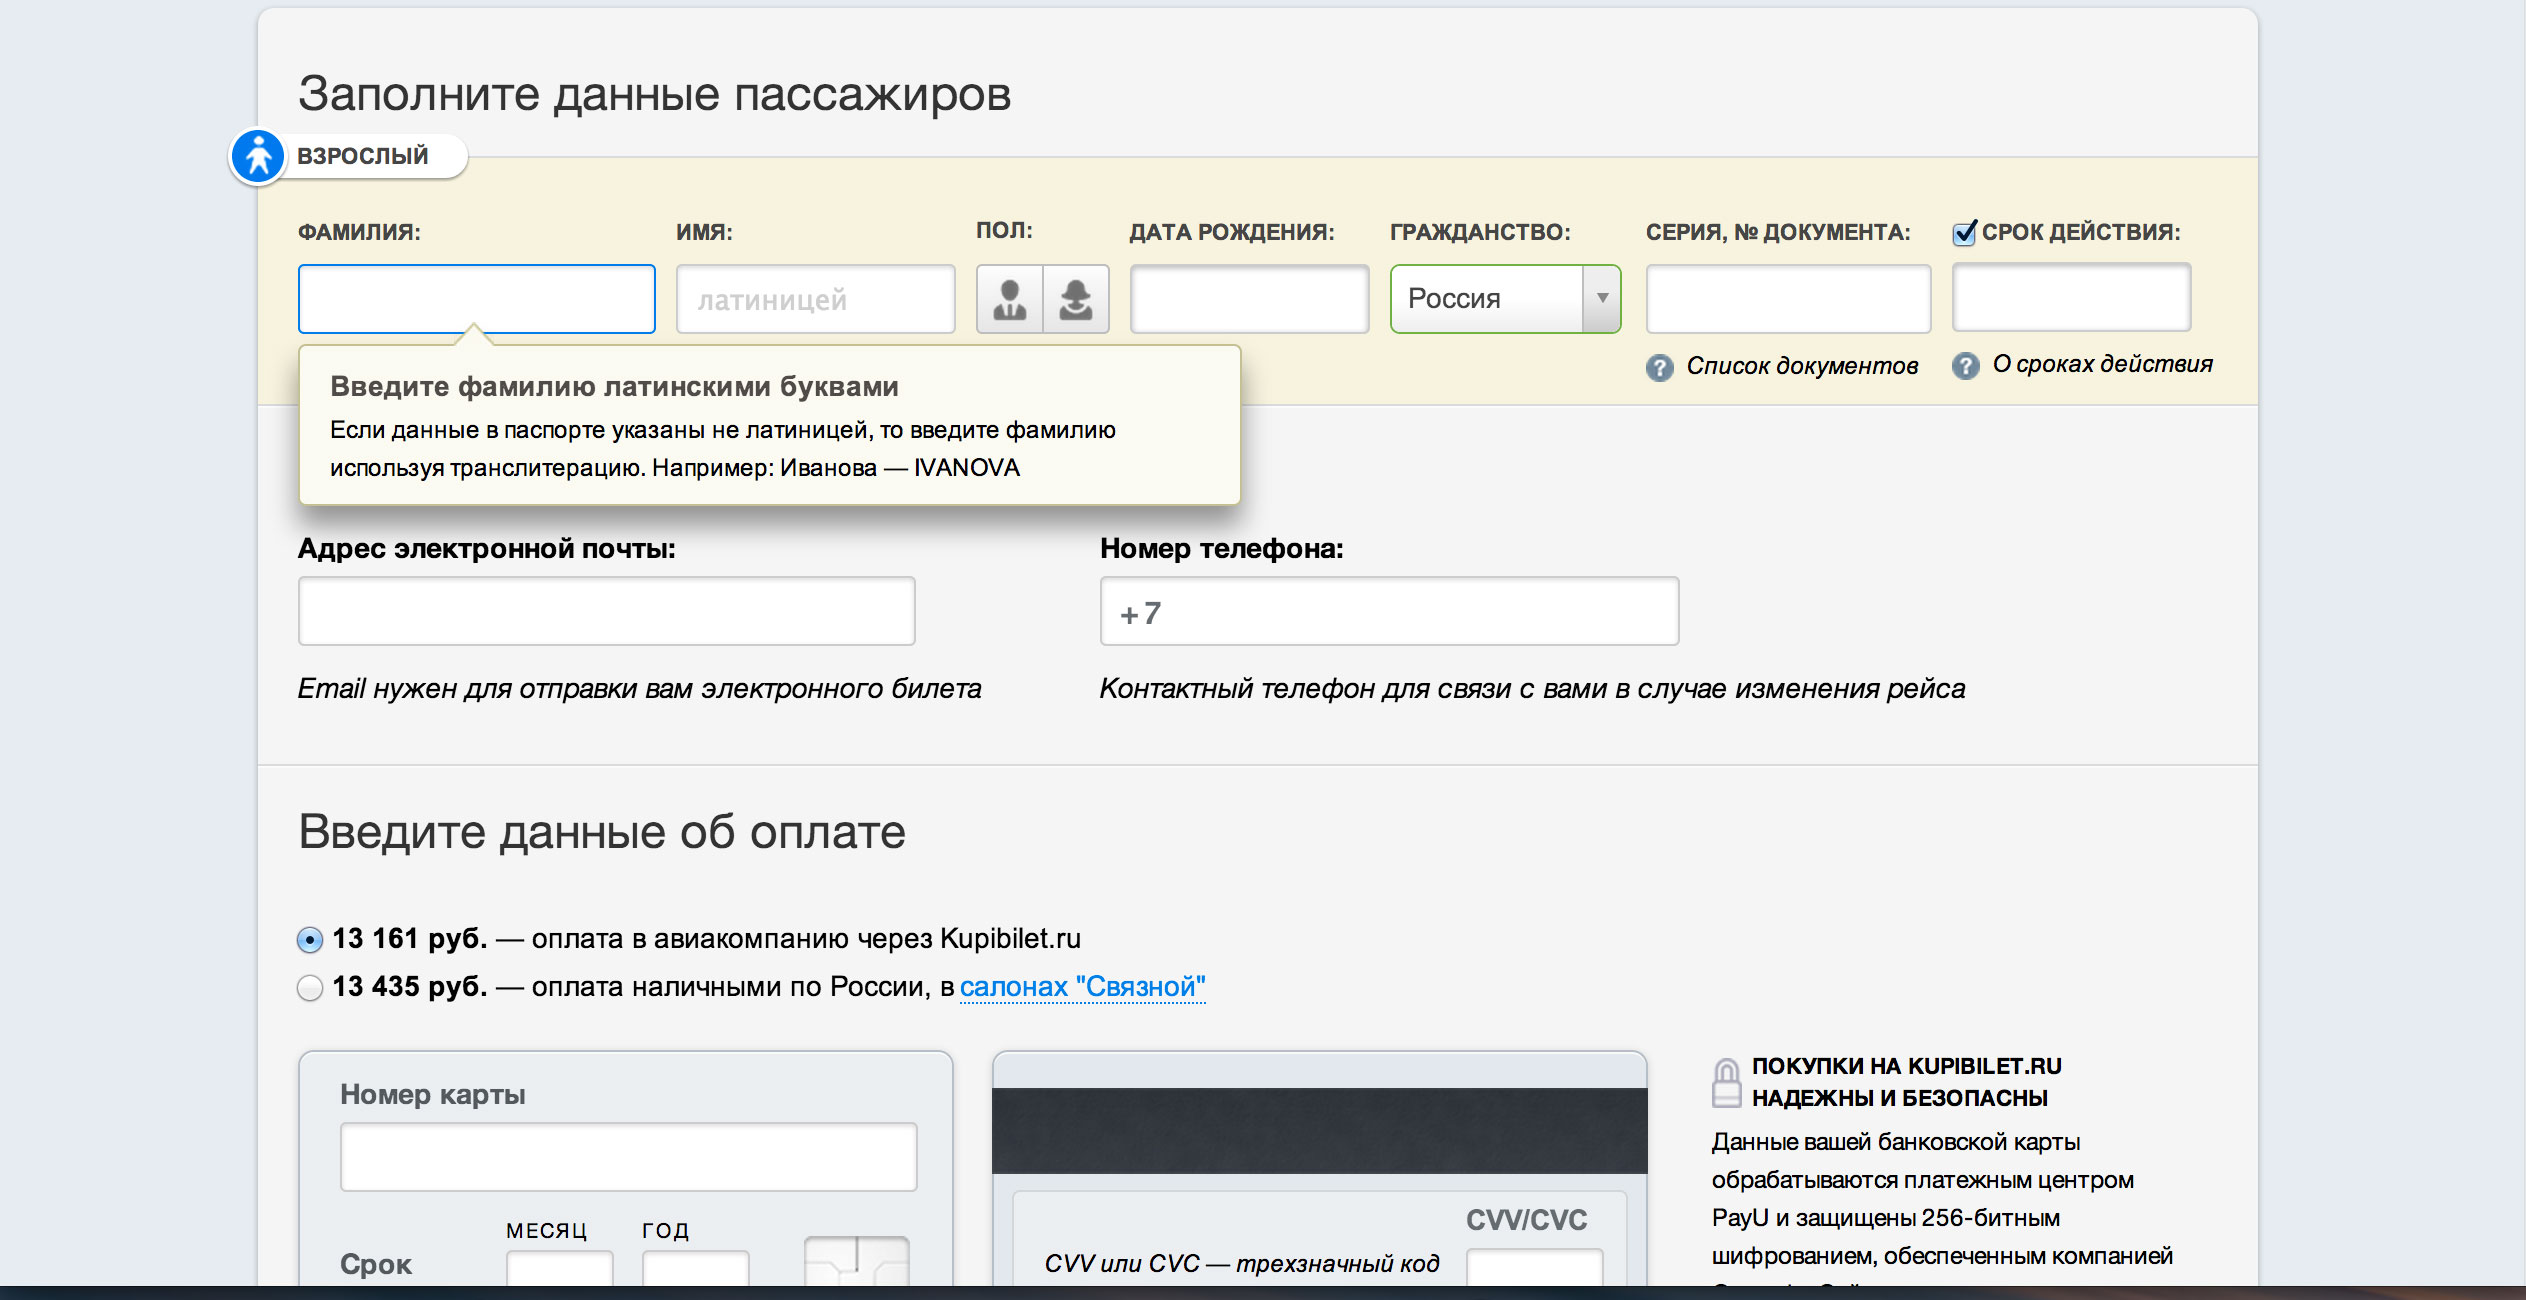 Заполните данные пассажиров
ВЗРОСЛЫЙ
ФАМИЛИЯ: ИМЯ: ПОЛ: ДАТА РОЖДЕНИЯ: ГРАЖДАНСТВО: СЕРИЯ, № ДОКУМЕНТА: СРОК ДЕЙСТВИЯ:
латиницей Россия
? Список документов ? О сроках действия
Введите фамилию латинскими буквами
Если данные в паспорте указаны не латиницей, то введите фамилию
используя транслитерацию. Например: Иванова — IVANOVA
Адрес электронной почты: Номер телефона:
+7
Email нужен для отправки вам электронного билета Контактный телефон для связи с вами в случае изменения рейса
Введите данные об оплате
13 161 руб. — оплата в авиакомпанию через Kupibilet.ru
13 435 руб. — оплата наличными по России, в салонах "Связной"
Номер карты
МЕСЯЦ ГОД
Срок
CVV/CVC
CVV или CVC — трехзначный код
ПОКУПКИ НА KUPIBILET.RU
НАДЕЖНЫ И БЕЗОПАСНЫ
Данные вашей банковской карты
обрабатываются платежным центром
PayU и защищены 256-битным
шифрованием, обеспеченным компанией